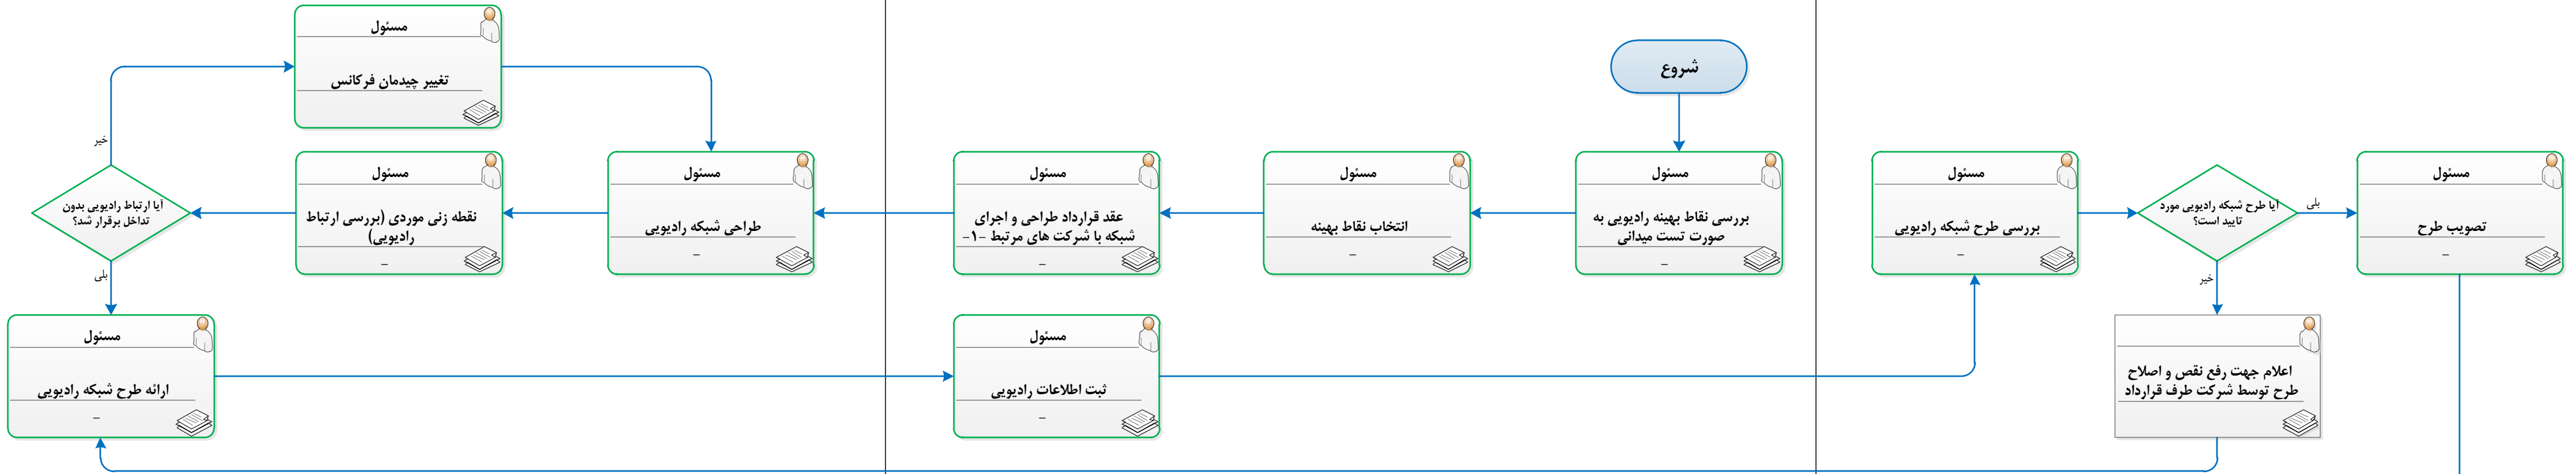 شروع
مسئول
بررسی نقاط بهینه رادیویی به
صورت تست میدانی
-
مسئول
انتخاب نقاط بهینه
-
مسئول
عقد قرارداد طراحی و اجرای
شبکه با شرکت های مرتبط -۱-
-
مسئول
طراحی شبکه رادیویی
-
مسئول
نقطه زنی موردی (بررسی ارتباط
رادیویی)
-
آیا ارتباط رادیویی بدون
تداخل برقرار شد؟
خیر
بلی
مسئول
تغییر چیدمان فرکانس
مسئول
ارائه طرح شبکه رادیویی
-
مسئول
ثبت اطلاعات رادیویی
-
مسئول
بررسی طرح شبکه رادیویی
-
آیا طرح شبکه رادیویی مورد
تایید است؟
بلی
خیر
مسئول
تصویب طرح
-
اعلام جهت رفع نقص و اصلاح
طرح توسط شرکت طرف قرارداد